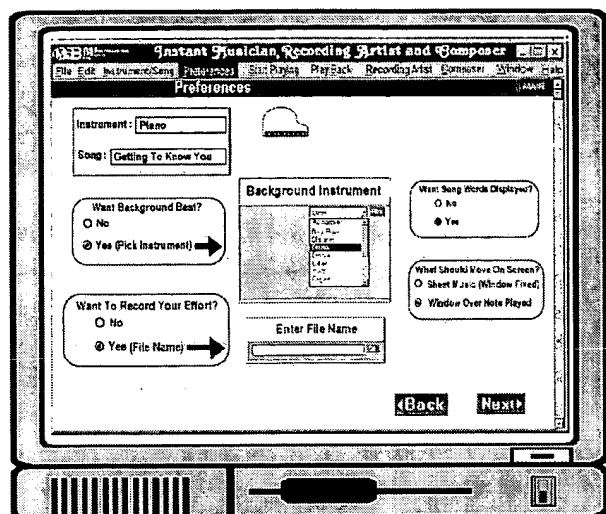 Instant Musician, Recording Artist and Composer
File Edit Instrument/Song Preferences Start Playing Play Back Recording Artist Composer Window Help
Preferences
Instrument: Piano
Song: Getting To Know You
Want Background Beat?
No
Yes (Pick Instrument)
Background Instrument
Want Song Words Displayed?
No
Yes
What Should Move On Screen?
Sheet Music (Window Fixed)
Window Over Note Played
Want To Record Your Effort?
No
Yes (File Name)
Enter File Name
Back Next